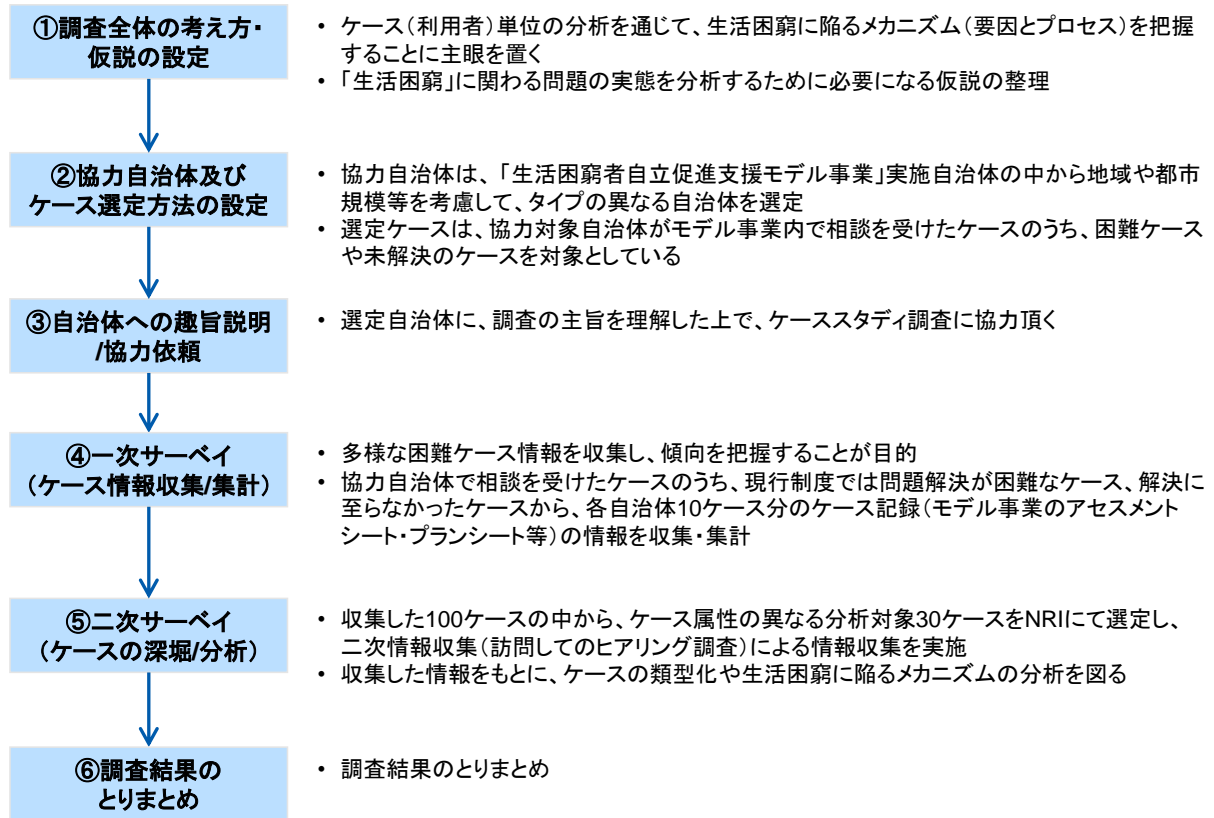 ①調査全体の考え方・
仮説の設定
• ケース（利用者）単位の分析を通じて、生活困窮に陥るメカニズム（要因とプロセス）を把握
することに主眼を置く
• 「生活困窮」に関わる問題の実態を分析するために必要になる仮説の整理
②協力自治体及び
ケース選定方法の設定
• 協力自治体は、「生活困窮者自立促進支援モデル事業」実施自治体の中から地域や都市
規模等を考慮して、タイプの異なる自治体を選定
• 選定ケースは、協力対象自治体がモデル事業内で相談を受けたケースのうち、困難ケース
や未解決のケースを対象としている
③自治体への趣旨説明
/協力依頼
• 選定自治体に、調査の主旨を理解した上で、ケーススタディ調査に協力頂く
④一次サーベイ
（ケース情報収集/集計）
• 多様な困難ケース情報を収集し、傾向を把握することが目的
• 協力自治体で相談を受けたケースのうち、現行制度では問題解決が困難なケース、解決に
至らなかったケースから、各自治体10ケース分のケース記録（モデル事業のアセスメント
シート・プランシート等）の情報を収集・集計
⑤二次サーベイ
（ケースの深堀/分析）
• 収集した100ケースの中から、ケース属性の異なる分析対象30ケースをNRIにて選定し、
二次情報収集（訪問してのヒアリング調査）による情報収集を実施
• 収集した情報をもとに、ケースの類型化や生活困窮に陥るメカニズムの分析を図る
⑥調査結果の
とりまとめ
• 調査結果のとりまとめ